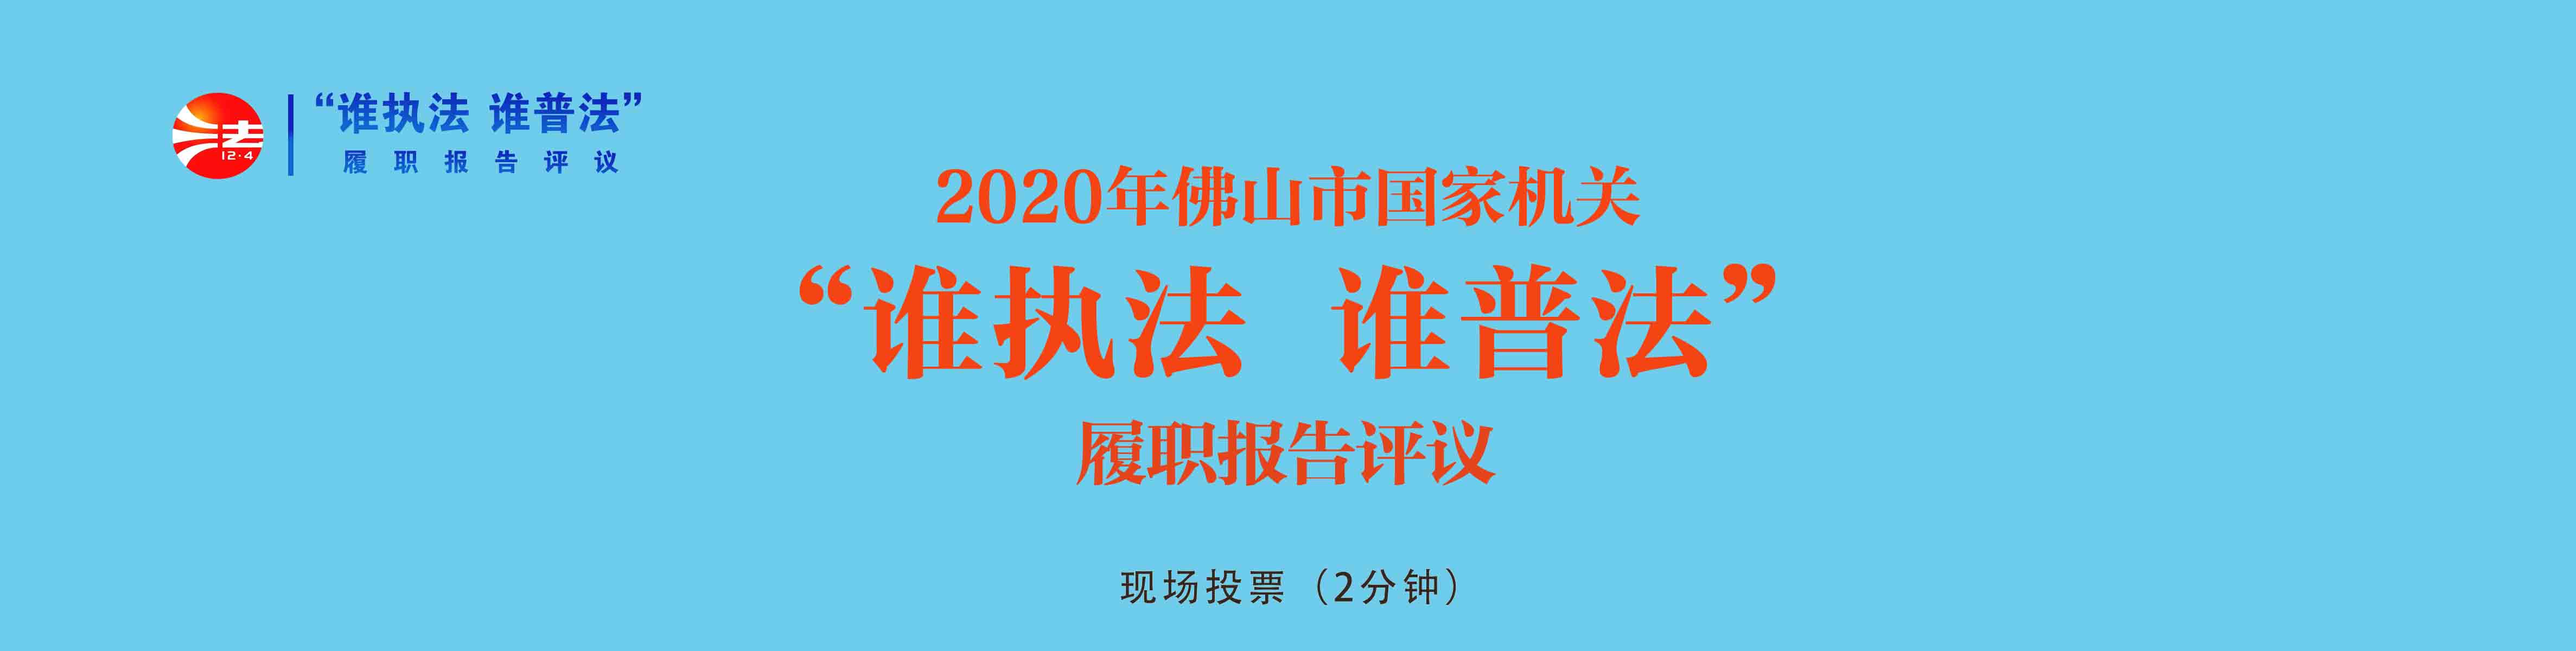 法
12·4
“谁执法 谁普法”
履职报告评议
2020年佛山市国家机关
“谁执法 谁普法”
履职报告评议
现场投票（2分钟）